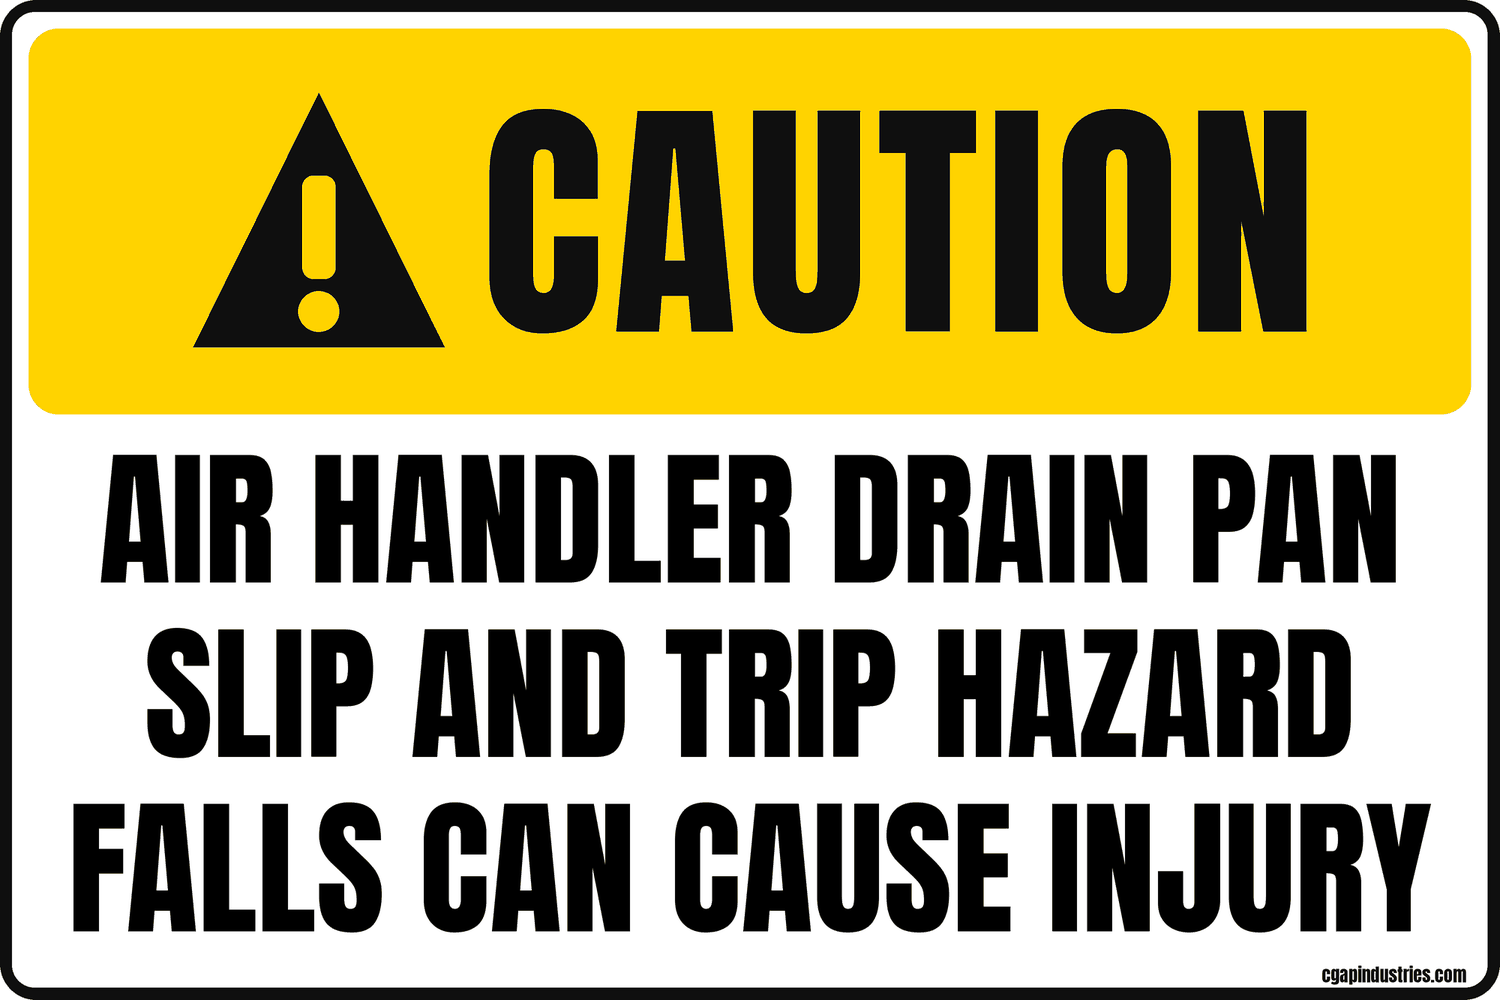 CAUTION
AIR HANDLER DRAIN PAN
SLIP AND TRIP HAZARD
FALLS CAN CAUSE INJURY
cgapindustries.com